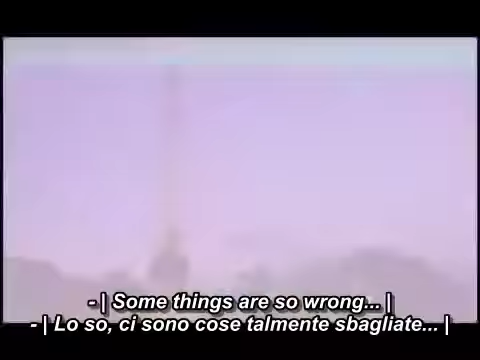 - | Some things are so wrong... |
- | Lo so, ci sono cose talmente sbagliate... |